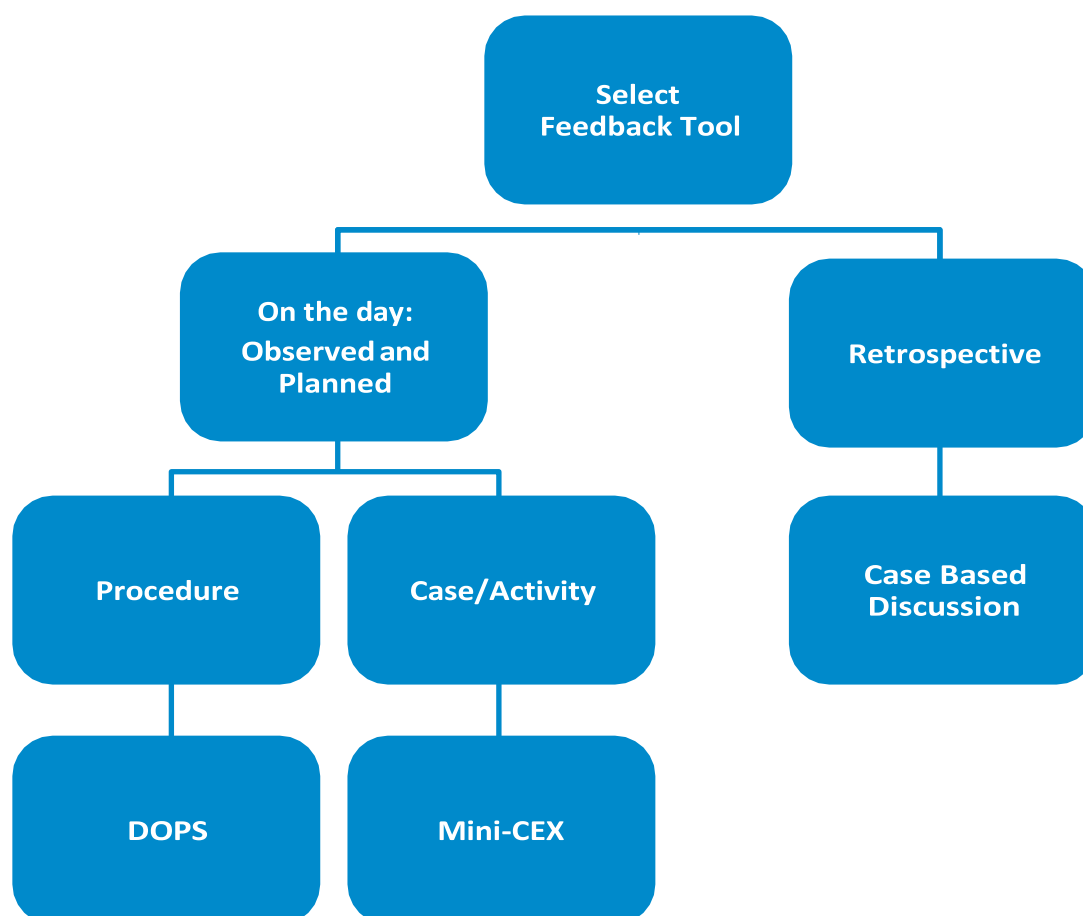 Select
Feedback Tool
On the day:
Observed and
Planned
Retrospective
Procedure
Case/Activity
Case Based
Discussion
DOPS
Mini-CEX